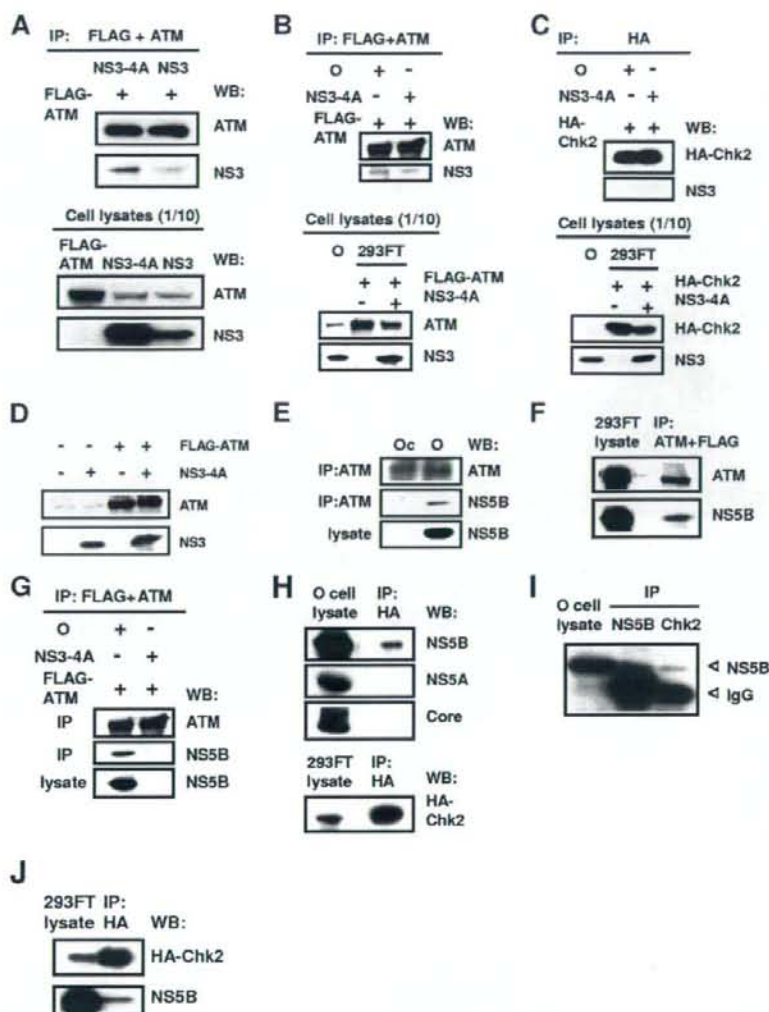 A
IP: FLAG + ATM
NS3-4A NS3
FLAG-ATM + + WB:
ATM
NS3
Cell lysates (1/10)
FLAG-ATM NS3-4A NS3 WB:
ATM
NS3
B
IP: FLAG+ATM
O + -
NS3-4A - +
FLAG-ATM + + WB:
ATM
NS3
Cell lysates (1/10)
O 293FT
+ + FLAG-ATM
- + NS3-4A
ATM
NS3
C
IP: HA
O + -
NS3-4A - +
HA-Chk2 + + WB:
HA-Chk2
NS3
Cell lysates (1/10)
O 293FT
+ + HA-Chk2
- + NS3-4A
HA-Chk2
NS3
D
- - + + FLAG-ATM
- + - + NS3-4A
ATM
NS3
E
Oc O WB:
IP:ATM ATM
IP:ATM NS5B
lysate NS5B
F
293FT IP:
lysate ATM+FLAG
ATM
NS5B
G
IP: FLAG+ATM
O + -
NS3-4A - +
FLAG-ATM + + WB:
IP ATM
IP NS5B
lysate NS5B
H
O cell IP:
lysate HA WB:
NS5B
NS5A
Core
293FT IP:
lysate HA WB:
HA-Chk2
I
O cell IP
lysate NS5B Chk2
NS5B
IgG
J
293FT IP:
lysate HA WB:
HA-Chk2
NS5B